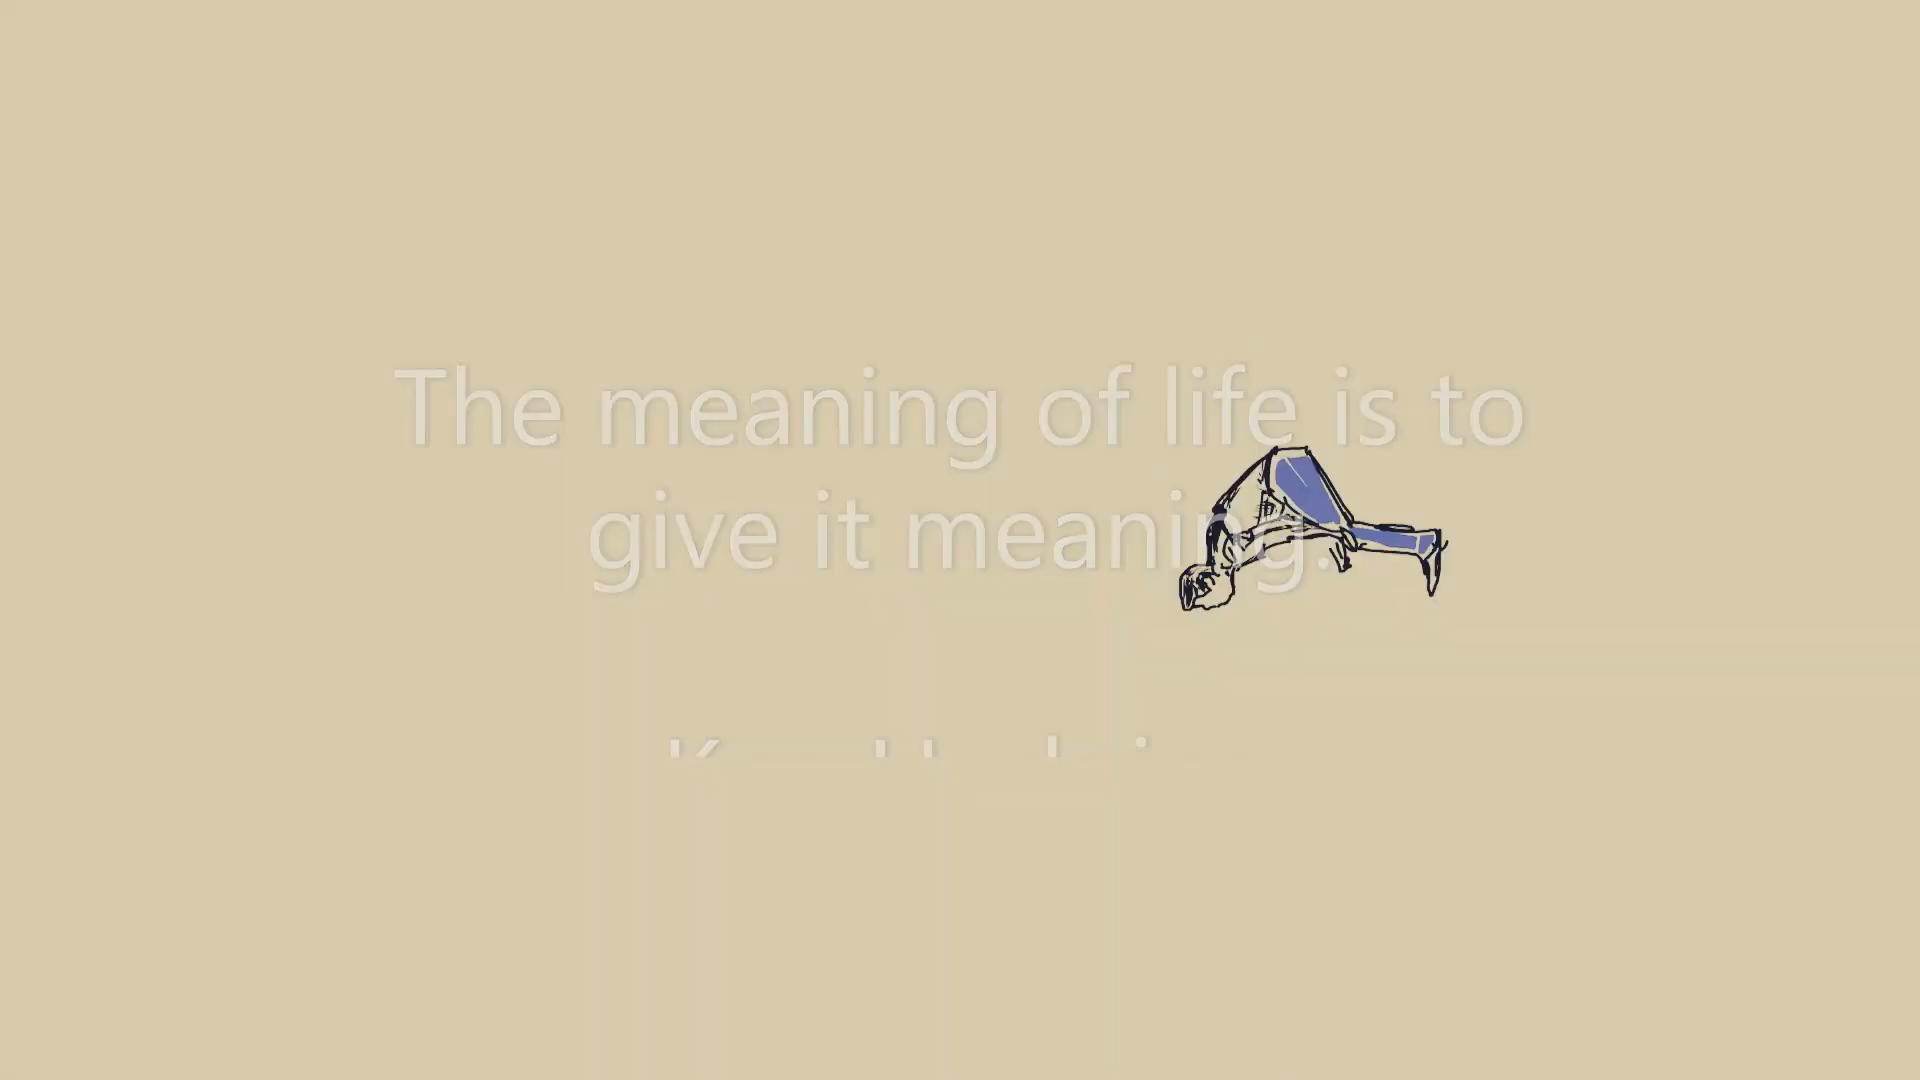 The meaning of life is to
give it meaning.